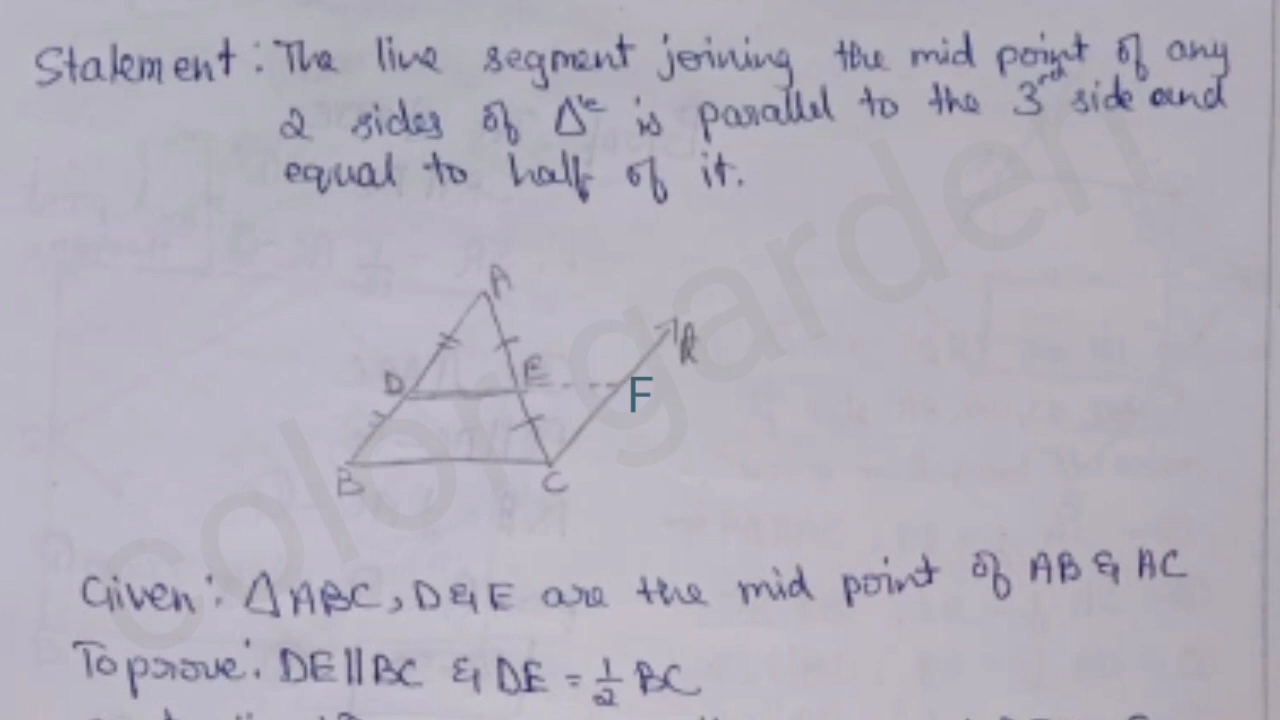 Statement: The line segment joining the mid point of any
2 sides of Δle is parallel to the 3rd side and
equal to half of it.
A
D
E
R
F
B
C
Given: ΔABC, D & E are the mid point of AB & AC
To prove: DE || BC & DE = 1/2 BC
colorgarden